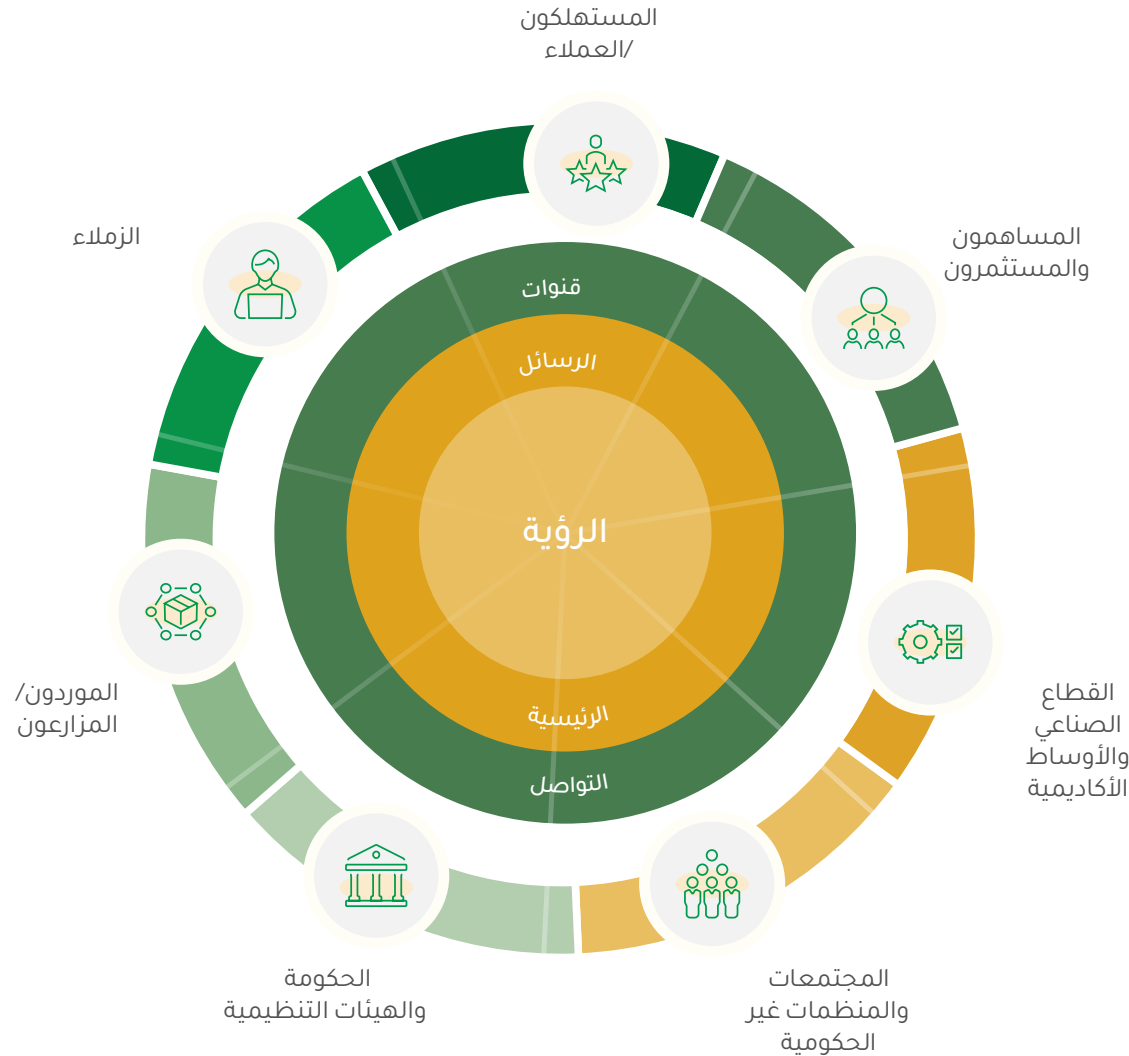 المستهلكون
/العملاء
المساهمون
والمستثمرون
الزملاء
قنوات
الرسائل
الرؤية
الرئيسية
التواصل
القطاع
الصناعي
والأوساط
الأكاديمية
الموردون/
المزارعون
المجتمعات
والمنظمات غير
الحكومية
الحكومة
والهيئات التنظيمية